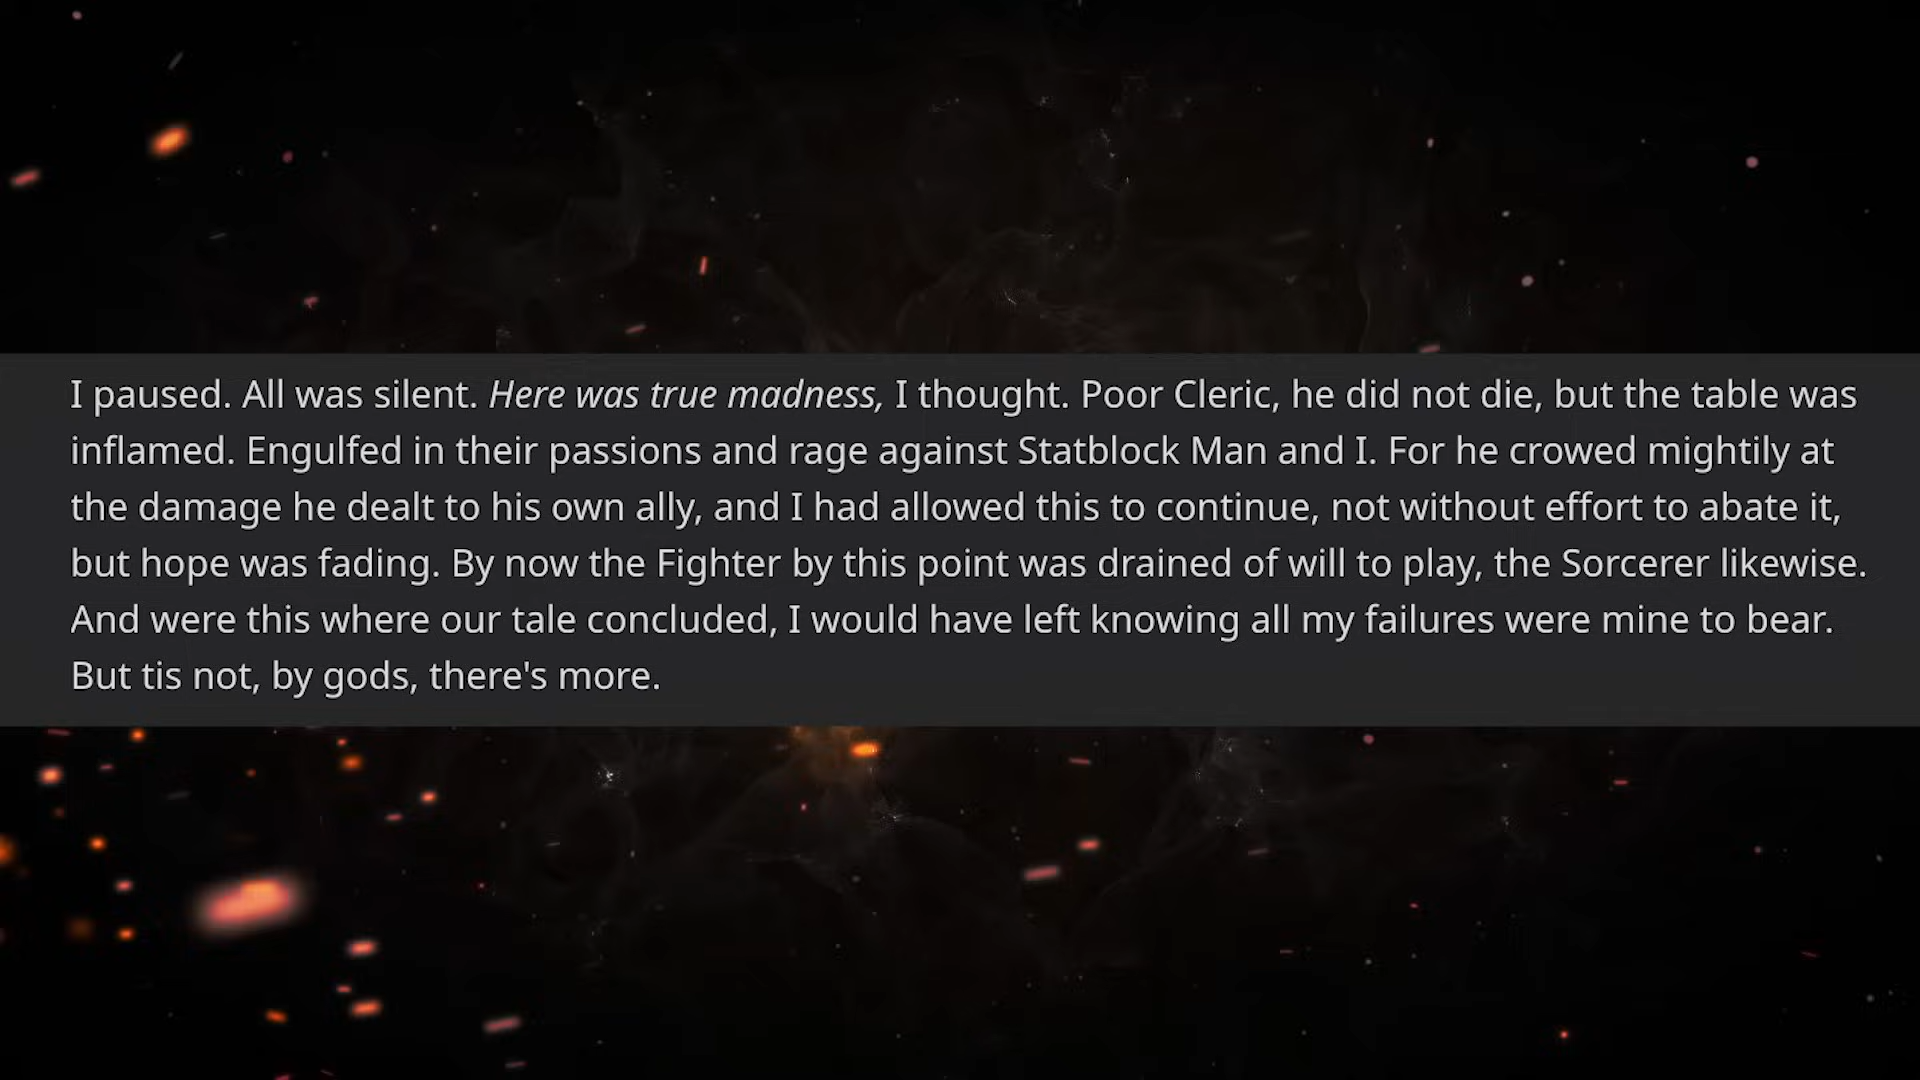 I paused. All was silent. Here was true madness, I thought. Poor Cleric, he did not die, but the table was
inflamed. Engulfed in their passions and rage against Statblock Man and I. For he crowed mightily at
the damage he dealt to his own ally, and I had allowed this to continue, not without effort to abate it,
but hope was fading. By now the Fighter by this point was drained of will to play, the Sorcerer likewise.
And were this where our tale concluded, I would have left knowing all my failures were mine to bear.
But tis not, by gods, there's more.